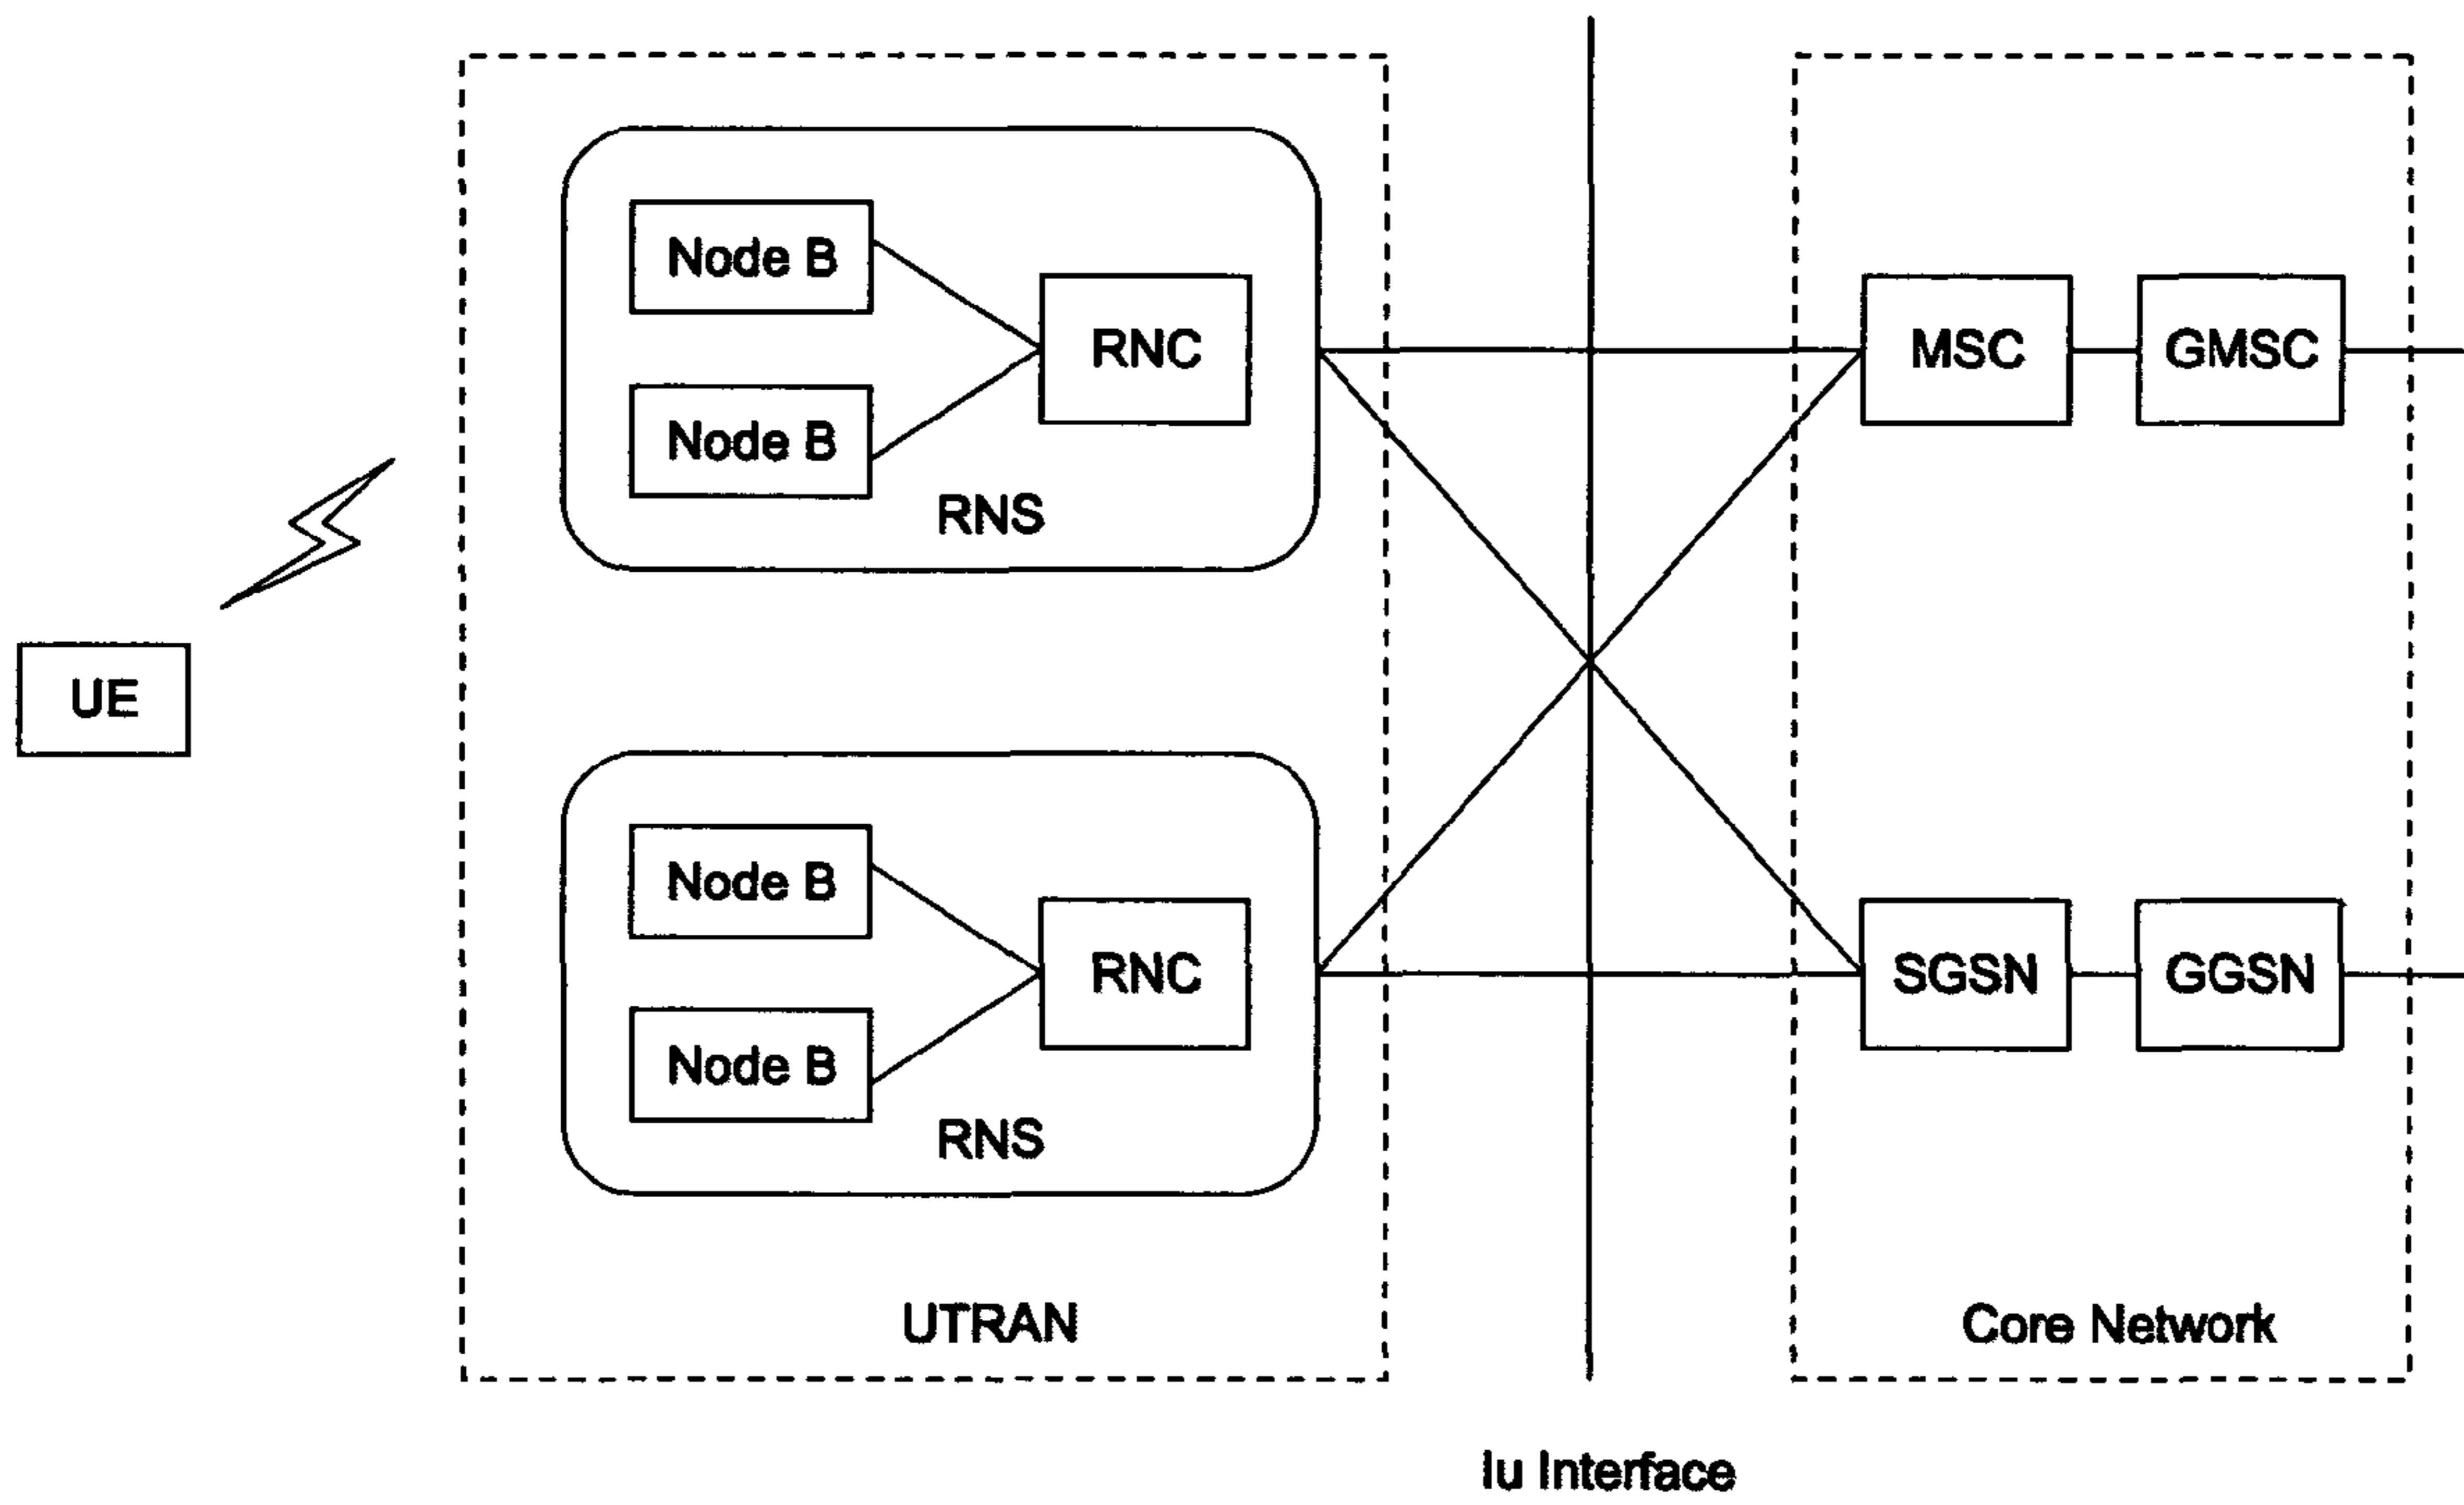 Node B
RNC
MSC
GMSC
Node B
RNS
UE
Node B
RNC
SGSN
GGSN
Node B
RNS
UTRAN
Core Network
Iu Interface